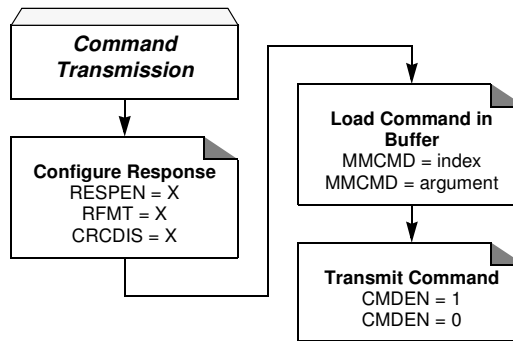 Command
Transmission
Configure Response
RESPEN = X
RFMT = X
CRCDIS = X
Load Command in
Buffer
MMCMD = index
MMCMD = argument
Transmit Command
CMDEN = 1
CMDEN = 0